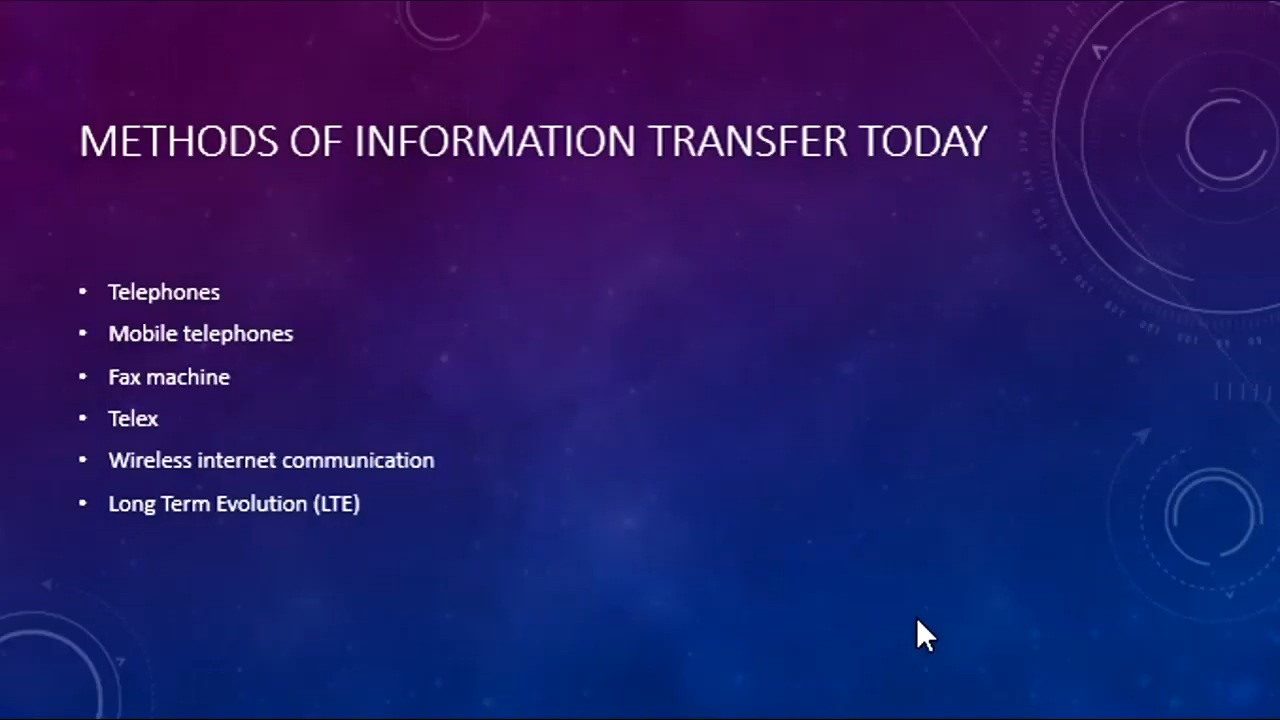 METHODS OF INFORMATION TRANSFER TODAY
• Telephones
• Mobile telephones
• Fax machine
• Telex
• Wireless internet communication
• Long Term Evolution (LTE)